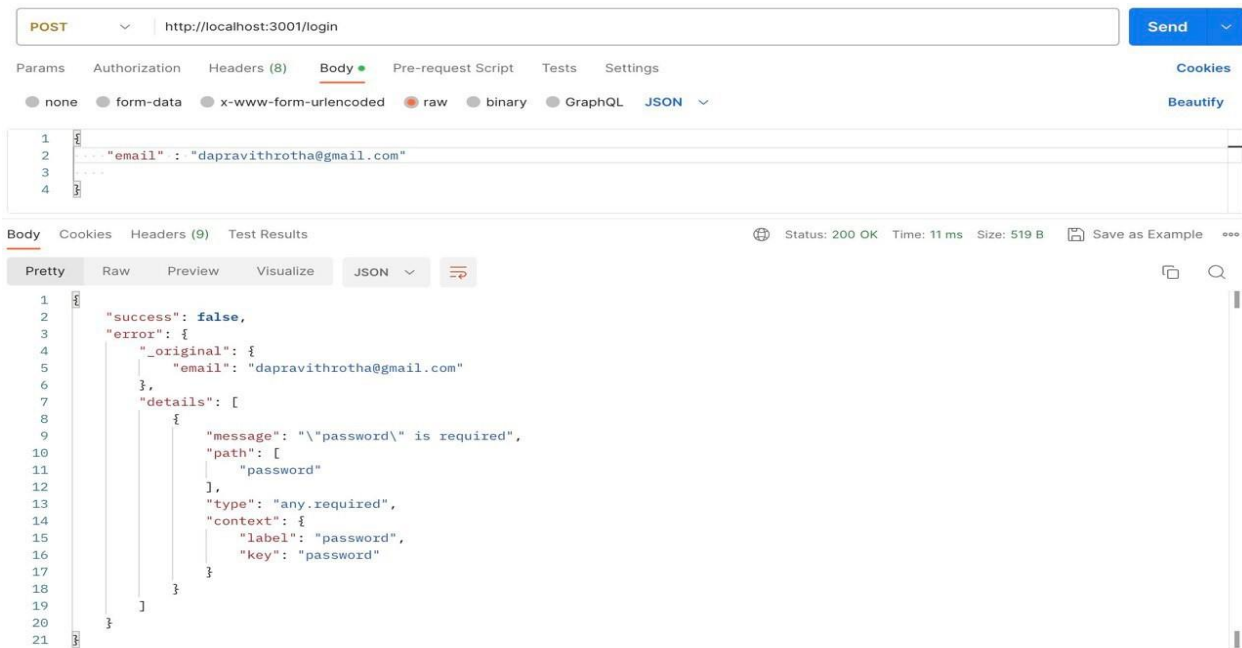 POST http://localhost:3001/login Send
Params Authorization Headers (8) Body Pre-request Script Tests Settings Cookies
none form-data x-www-form-urlencoded raw binary GraphQL JSON Beautify
1 {
2 "email" : "dapravithrotha@gmail.com"
3
4 }
Body Cookies Headers (9) Test Results Status: 200 OK Time: 11 ms Size: 519 B Save as Example
Pretty Raw Preview Visualize JSON
1 {
2 "success": false,
3 "error": {
4 "_original": {
5 "email": "dapravithrotha@gmail.com"
6 },
7 "details": [
8 {
9 "message": "\"password\" is required",
10 "path": [
11 "password"
12 ],
13 "type": "any.required",
14 "context": {
15 "label": "password",
16 "key": "password"
17 }
18 }
19 ]
20 }
21 }